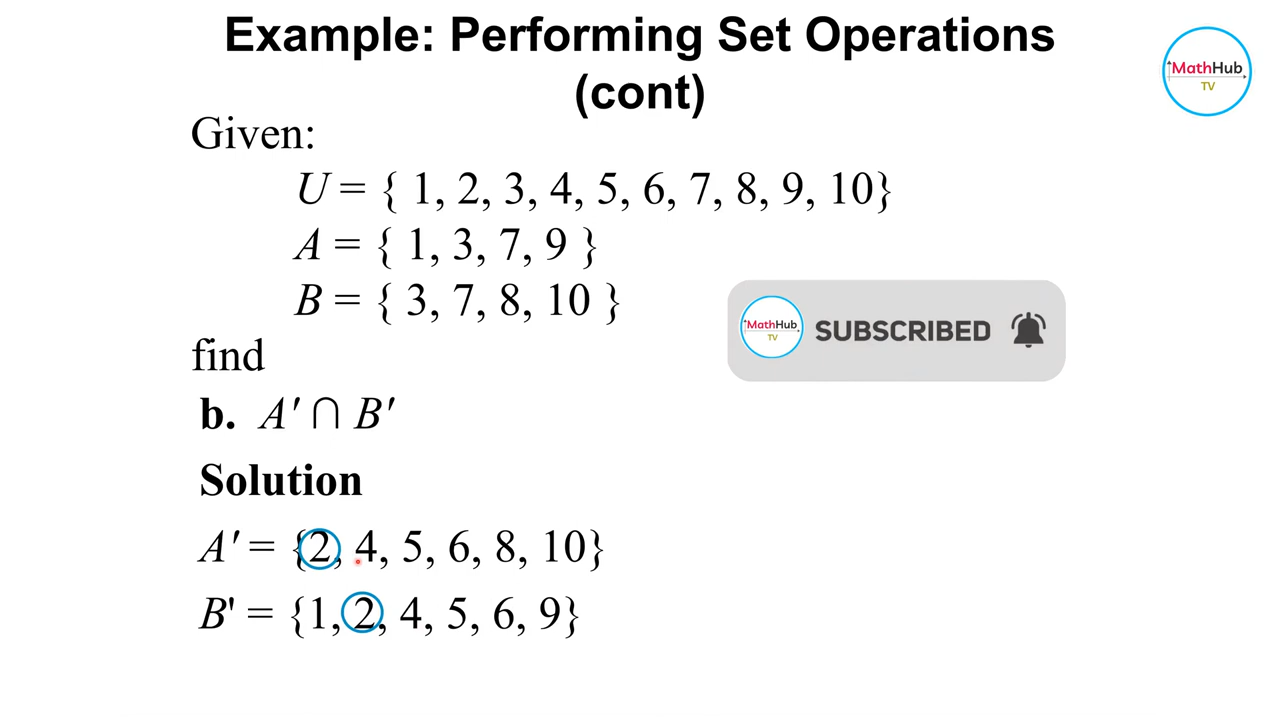 Example: Performing Set Operations
(cont)
MathHub
TV
Given:
U = { 1, 2, 3, 4, 5, 6, 7, 8, 9, 10}
A = { 1, 3, 7, 9 }
B = { 3, 7, 8, 10 }
MathHub
TV
SUBSCRIBED
find
b. A′ ∩ B′
Solution
A′ = {2, 4, 5, 6, 8, 10}
B' = {1, 2, 4, 5, 6, 9}